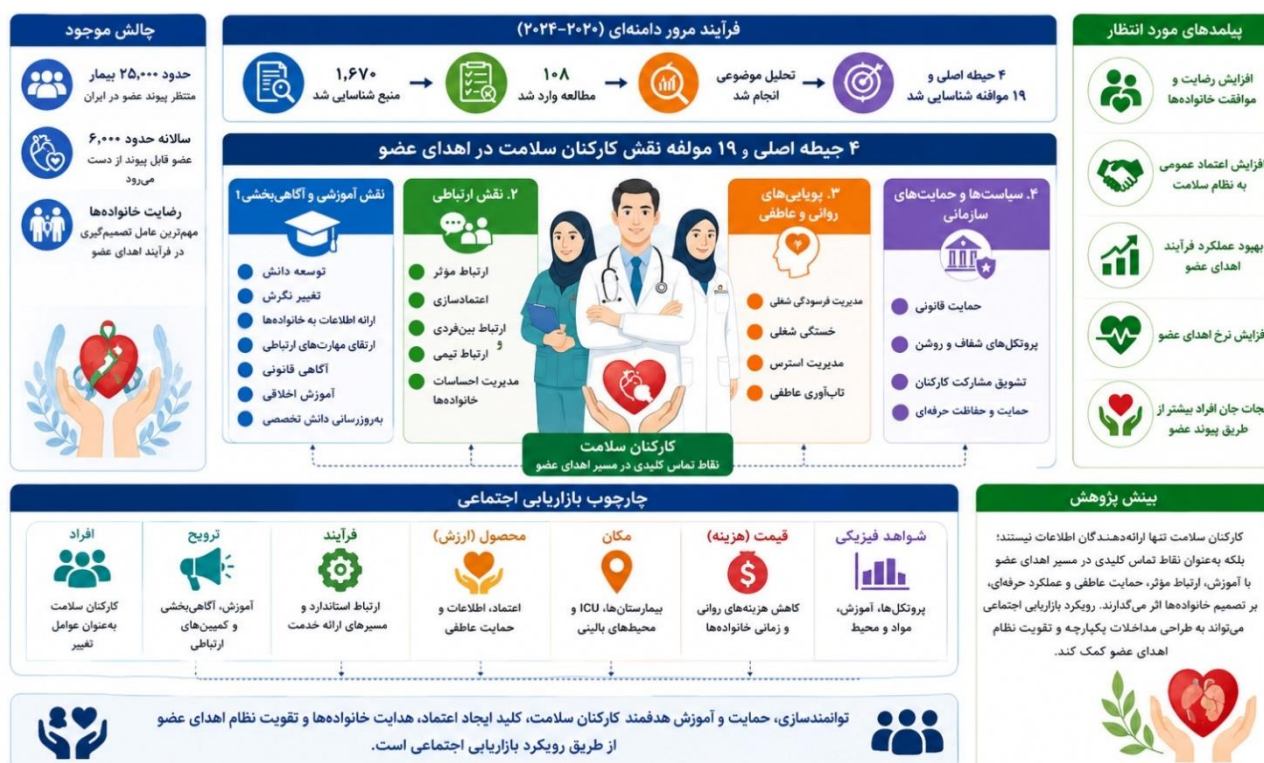 چالش موجود
حدود ۲۵,۰۰۰ بیمار
منتظر پیوند عضو در ایران
سالانه حدود ۶,۰۰۰
عضو قابل پیوند از دست
می‌رود
رضایت خانواده‌ها
مهم‌ترین عامل تصمیم‌گیری
در فرآیند اهدای عضو
فرآیند مرور دامنه‌ای (۲۰۲۰–۲۰۲۴)
۱,۶۷۰
منبع شناسایی شد
۱۰۸
مطالعه وارد شد
تحلیل موضوعی
انجام شد
۴ حیطه اصلی و
۱۹ موافنه شناسایی شد
۴ جیطه اصلی و ۱۹ مولفه نقش کارکنان سلامت در اهدای عضو
نقش آموزشی و آگاهی‌بخشی؛۱
توسعه دانش
تغییر نگرش
ارائه اطلاعات به خانواده‌ها
ارتقای مهارت‌های ارتباطی
آگاهی قانونی
آموزش اخلاقی
به‌روزرسانی دانش تخصصی
۲. نقش ارتباطی
ارتباط مؤثر
اعتمادسازی
ارتباط بین‌فردی
و
ارتباط تیمی
مدیریت احساسات
خانواده‌ها
۳. پویایی‌های
روانی و عاطفی
مدیریت فرسودگی شغلی
خستگی شغلی
مدیریت استرس
تاب‌آوری عاطفی
۴. سیاست‌ها و حمایت‌های
سازمانی
حمایت قانونی
پروتکل‌های شفاف و روشن
تشویق مشارکت کارکنان
حمایت و حفاظت حرفه‌ای
کارکنان سلامت
نقاط تماس کلیدی در مسیر اهدای عضو
پیلمدهای مورد انتظار
افزایش رضایت و
موافقت خانواده‌ها
افزایش اعتماد عمومی
به نظام سلامت
بهبود عملکرد فرآیند
اهدای عضو
فزایش نرخ اهدای عضو
جات جان افراد بیشتر از
طریق پیوند عضو
چارچوب بازاریابی اجتماعی
افراد
کارکنان سلامت
به‌عنوان عوامل
تغییر
ترویج
آموزش، آگاهی‌بخشی
و کمپین‌های
ارتباطی
فرآیند
ارتباط استاندارد و
مسیرهای ارائه خدمت
محصول (ارزش)
اعتماد، اطلاعات و
حمایت عاطفی
مکان
بیمارستان‌ها، ICU و
محیط‌های بالینی
قیمت (هزینه)
کاهش هزینه‌های روانی
و زمانی خانواده‌ها
شواهد فیزیکی
پروتکل‌ها، آموزش،
مواد و محیط
بینش پژوهش
کارکنان سلامت تنها ارائه‌دهندگان اطلاعات نیستند؛
بلکه به‌عنوان نقاط تماس کلیدی در مسیر اهدای عضو
با آموزش، ارتباط مؤثر، حمایت عاطفی و عملکرد حرفه‌ای،
بر تصمیم خانواده‌ها اثر می‌گذارند. رویکرد بازاریابی اجتماعی
می‌تواند به طراحی مداخلات یکپارچه و تقویت نظام
اهدای عضو کمک کند.
توانمندسازی، حمایت و آموزش هدفمند کارکنان سلامت، کلید ایجاد اعتماد، هدایت خانواده‌ها و تقویت نظام اهدای عضو
از طریق رویکرد بازاریابی اجتماعی است.